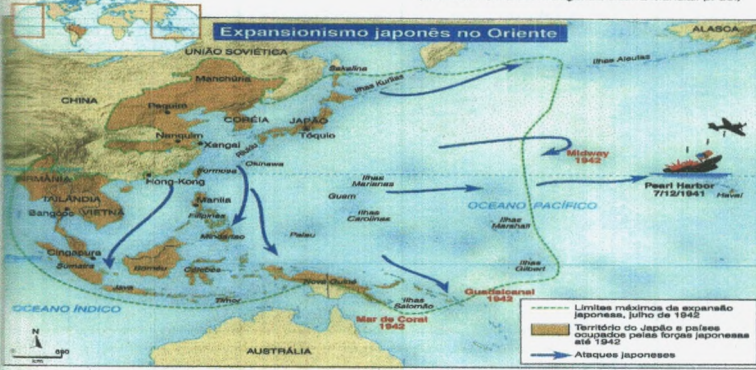 Expansionismo japonês no Oriente
ALASCA
UNIÃO SOVIÉTICA
Sakalina
Ilhas Aleutas
Ilhas Kurilas
Manchúria
CHINA
Pequim
CORÉIA
JAPÃO
Tóquio
Nanquim
Xangai
Midway
1942
Formosa
BIRMÂNIA
Hong-Kong
Pearl Harbor
7/12/1941
Havaí
TAILÂNDIA
Ilhas
Marianas
Manila
Guam
OCEANO PACÍFICO
Bangcoc
VIETNÃ
Filipinas
Ilhas
Carolinas
Ilhas
Marshall
Mindanao
Palau
Cingapura
Ilhas
Gilbert
Sumatra
Bornéu
Célebes
Nova Guiné
Guadalcanal
1942
Java
Ilhas
Salomão
OCEANO ÍNDICO
Timor
Mar de Coral
1942
Limites máximos da expansão
japonesa, julho de 1942
Território do Japão e países
ocupados pelas forças japonesas
até 1942
Ataques japoneses
AUSTRÁLIA
N
0
km